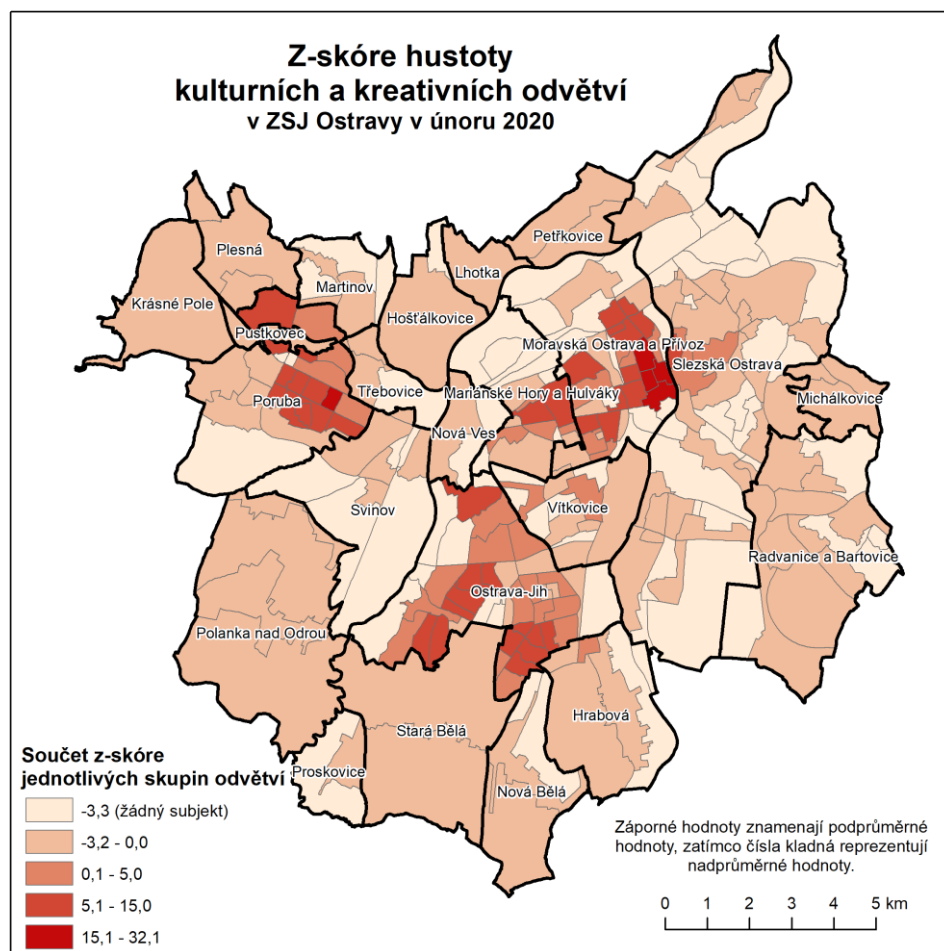 Z-skóre hustoty
kulturních a kreativních odvětví
v ZSJ Ostravy v únoru 2020
Petřkovice
Plesná
Lhotka
Martinov
Krásné Pole
Hošťálkovice
Pustkovec
Moravská Ostrava a Přívoz
Slezská Ostrava
Třebovice
Mariánské Hory a Hulváky
Michálkovice
Poruba
Nová Ves
Svinov
Vítkovice
Radvanice a Bartovice
Ostrava-Jih
Polanka nad Odrou
Hrabová
Stará Bělá
Proskovice
Nová Bělá
Součet z-skóre
jednotlivých skupin odvětví
-3,3 (žádný subjekt)
-3,2 - 0,0
0,1 - 5,0
5,1 - 15,0
15,1 - 32,1
Záporné hodnoty znamenají podprůměrné
hodnoty, zatímco čísla kladná reprezentují
nadprůměrné hodnoty.
0 1 2 3 4 5 km